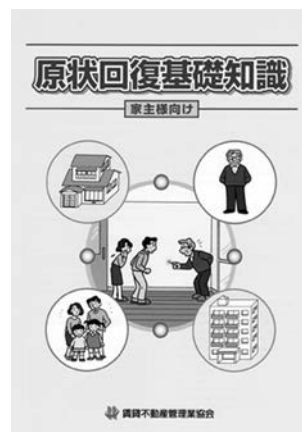 原状回復基礎知識
家主様向け
賃貸不動産管理業協会